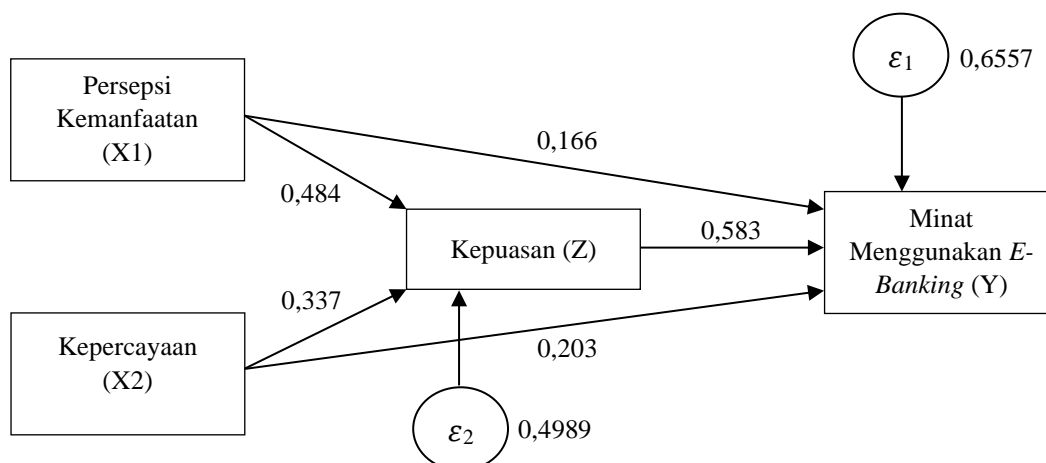 Persepsi
Kemanfaatan
(X1)
ε1
0,6557
0,166
0,484
Kepuasan (Z)
0,583
Minat
Menggunakan E-
Banking (Y)
0,337
Kepercayaan
(X2)
0,203
ε2
0,4989